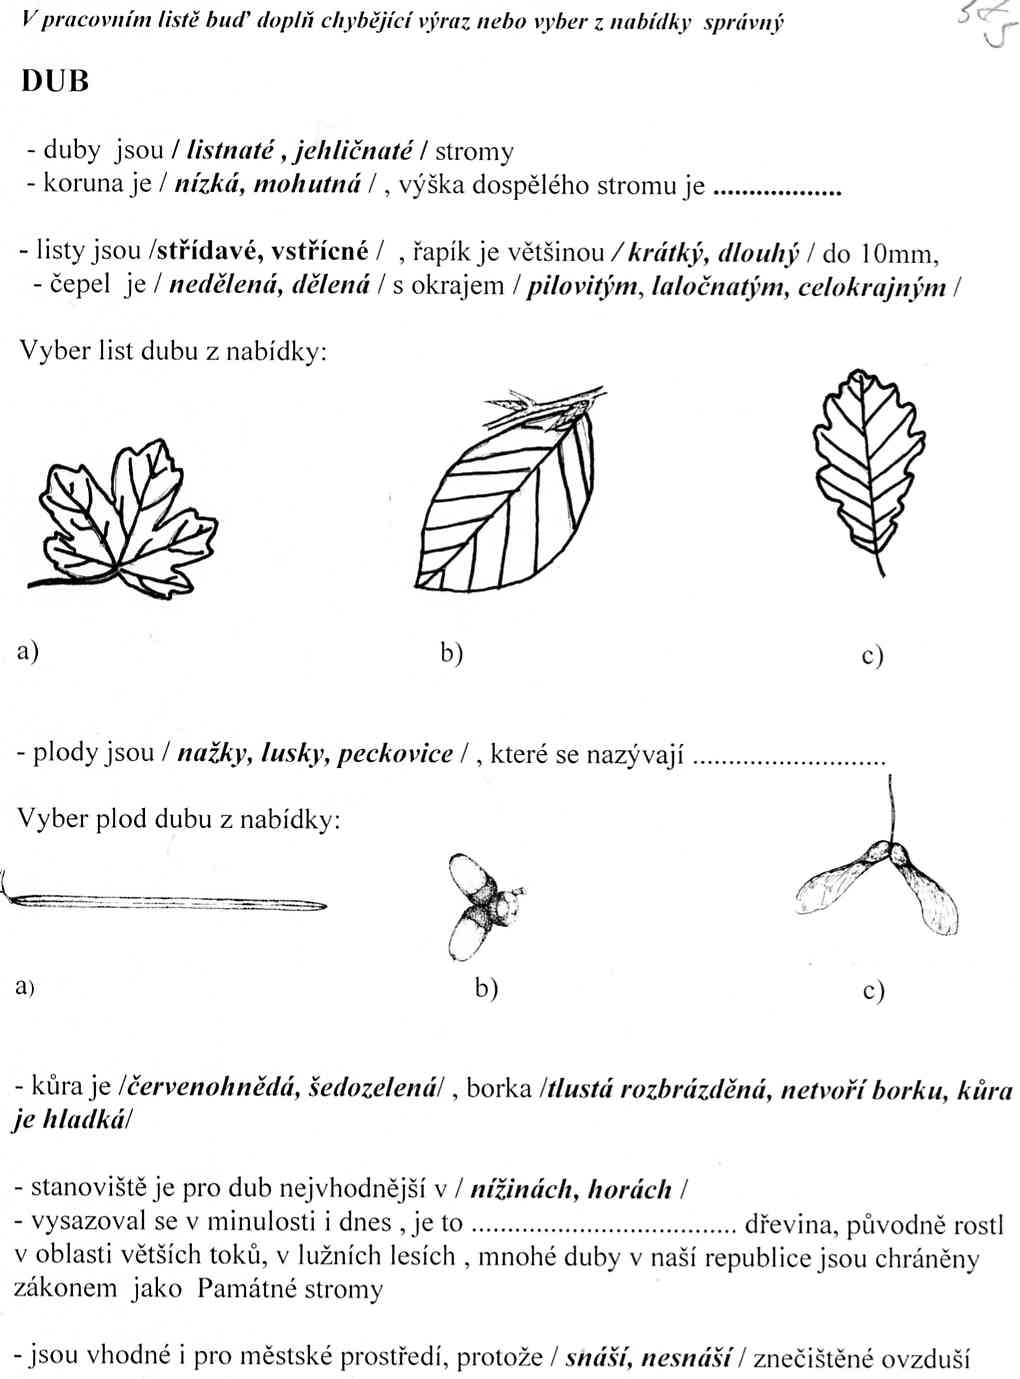 V pracovním listě buď doplň chybějící výraz nebo vyber z nabídky správný
DUB
- duby jsou / listnaté , jehličnaté / stromy
- koruna je / nízká, mohutná / , výška dospělého stromu je ..................
- listy jsou /střídavé, vstřícné / , řapík je většinou / krátký, dlouhý / do 10mm,
- čepel je / nedělená, dělená / s okrajem / pilovitým, laločnatým, celokrajným /
Vyber list dubu z nabídky:
a) b) c)
- plody jsou / nažky, lusky, peckovice / , které se nazývají ...........................
Vyber plod dubu z nabídky:
a) b) c)
- kůra je /červenohnědá, šedozelená/ , borka /tlustá rozbrázděná, netvoří borku, kůra
je hladká/
- stanoviště je pro dub nejvhodnější v / nížinách, horách /
- vysazoval se v minulosti i dnes , je to .................................... dřevina, původně rostl
v oblasti větších toků, v lužních lesích , mnohé duby v naší republice jsou chráněny
zákonem jako Památné stromy
- jsou vhodné i pro městské prostředí, protože / snáší, nesnáší / znečištěné ovzduší